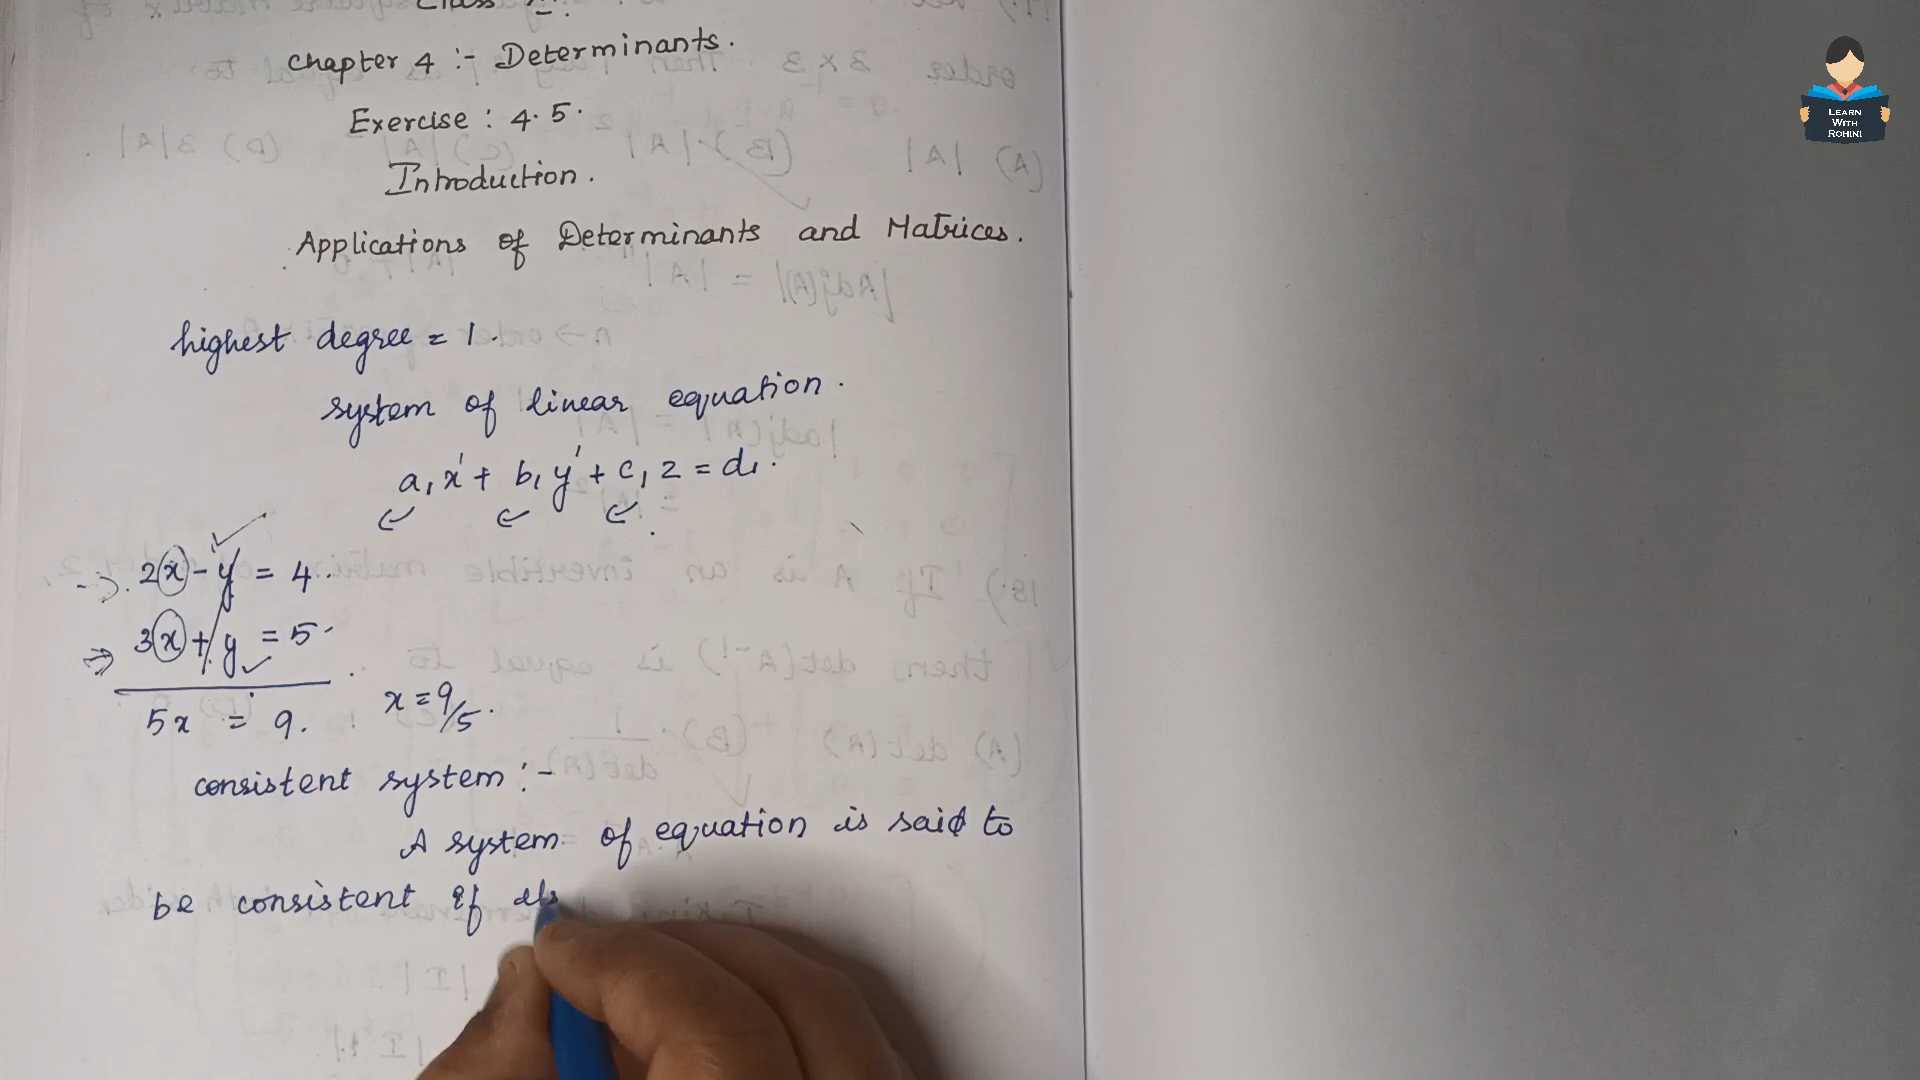 Chapter 4 :- Determinants.
Exercise : 4.5.
Introduction.
Applications of Determinants and Matrices.
highest degree = 1.
system of linear equation.
a₁x¹ + b₁y¹ + c₁z = d₁.
2x - y = 4.
3x + y = 5.
5x = 9. x = 9/5.
consistent system :-
A system of equation is said to
be consistent if
LEARN
WITH
ROHINI